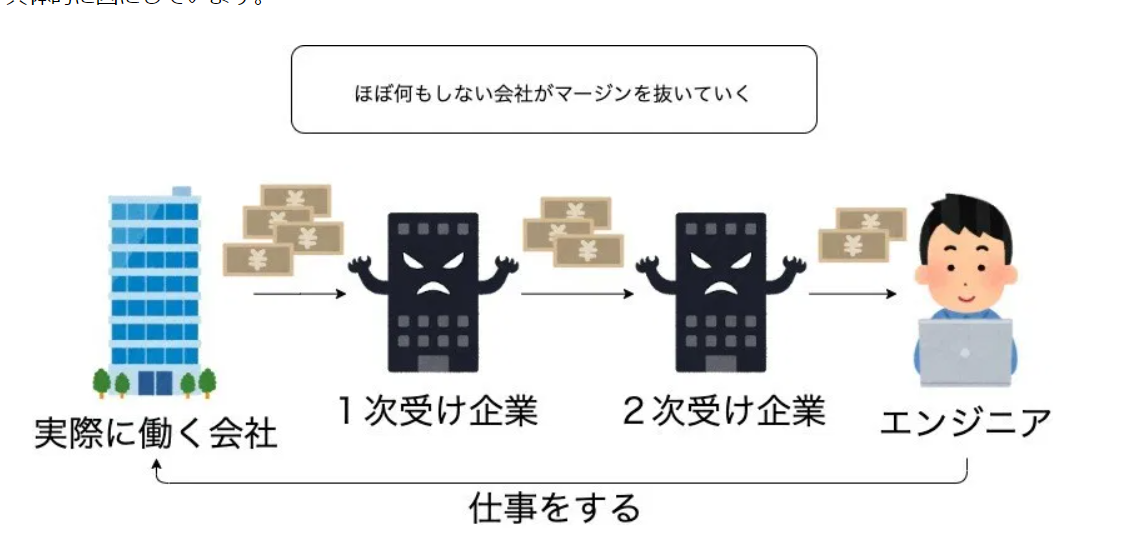 ほぼ何もしない会社がマージンを抜いていく
¥ ¥ ¥ ¥
¥ ¥ ¥
¥ ¥
1次受け企業
2次受け企業
エンジニア
実際に働く会社
仕事をする